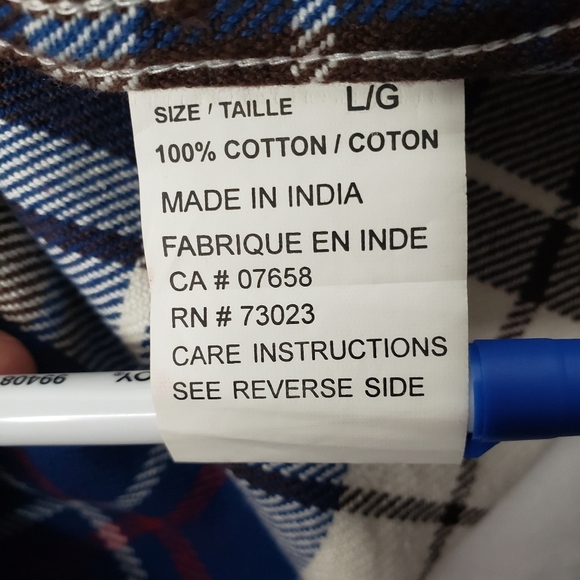 SIZE / TAILLE L/G
100% COTTON / COTON
MADE IN INDIA
FABRIQUE EN INDE
CA # 07658
RN # 73023
CARE INSTRUCTIONS
SEE REVERSE SIDE